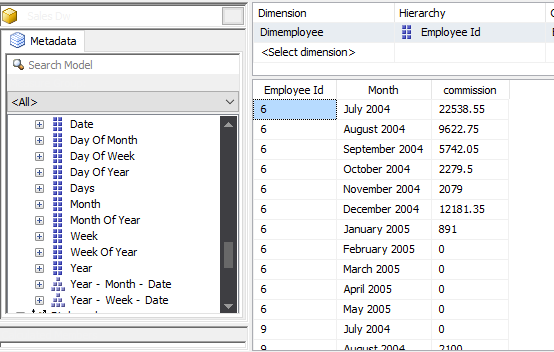 Sales Dw
Metadata
Search Model
<All>
Date
Day Of Month
Day Of Week
Day Of Year
Days
Month
Month Of Year
Week
Week Of Year
Year
Year - Month - Date
Year - Week - Date
Dimension Hierarchy
Dimemployee Employee Id
<Select dimension>
Employee Id Month commission
6 July 2004 22538.55
6 August 2004 9622.75
6 September 2004 5742.05
6 October 2004 2279.5
6 November 2004 2079
6 December 2004 12181.35
6 January 2005 891
6 February 2005 0
6 March 2005 0
6 April 2005 0
6 May 2005 0
9 July 2004 0
9 August 2004 2100